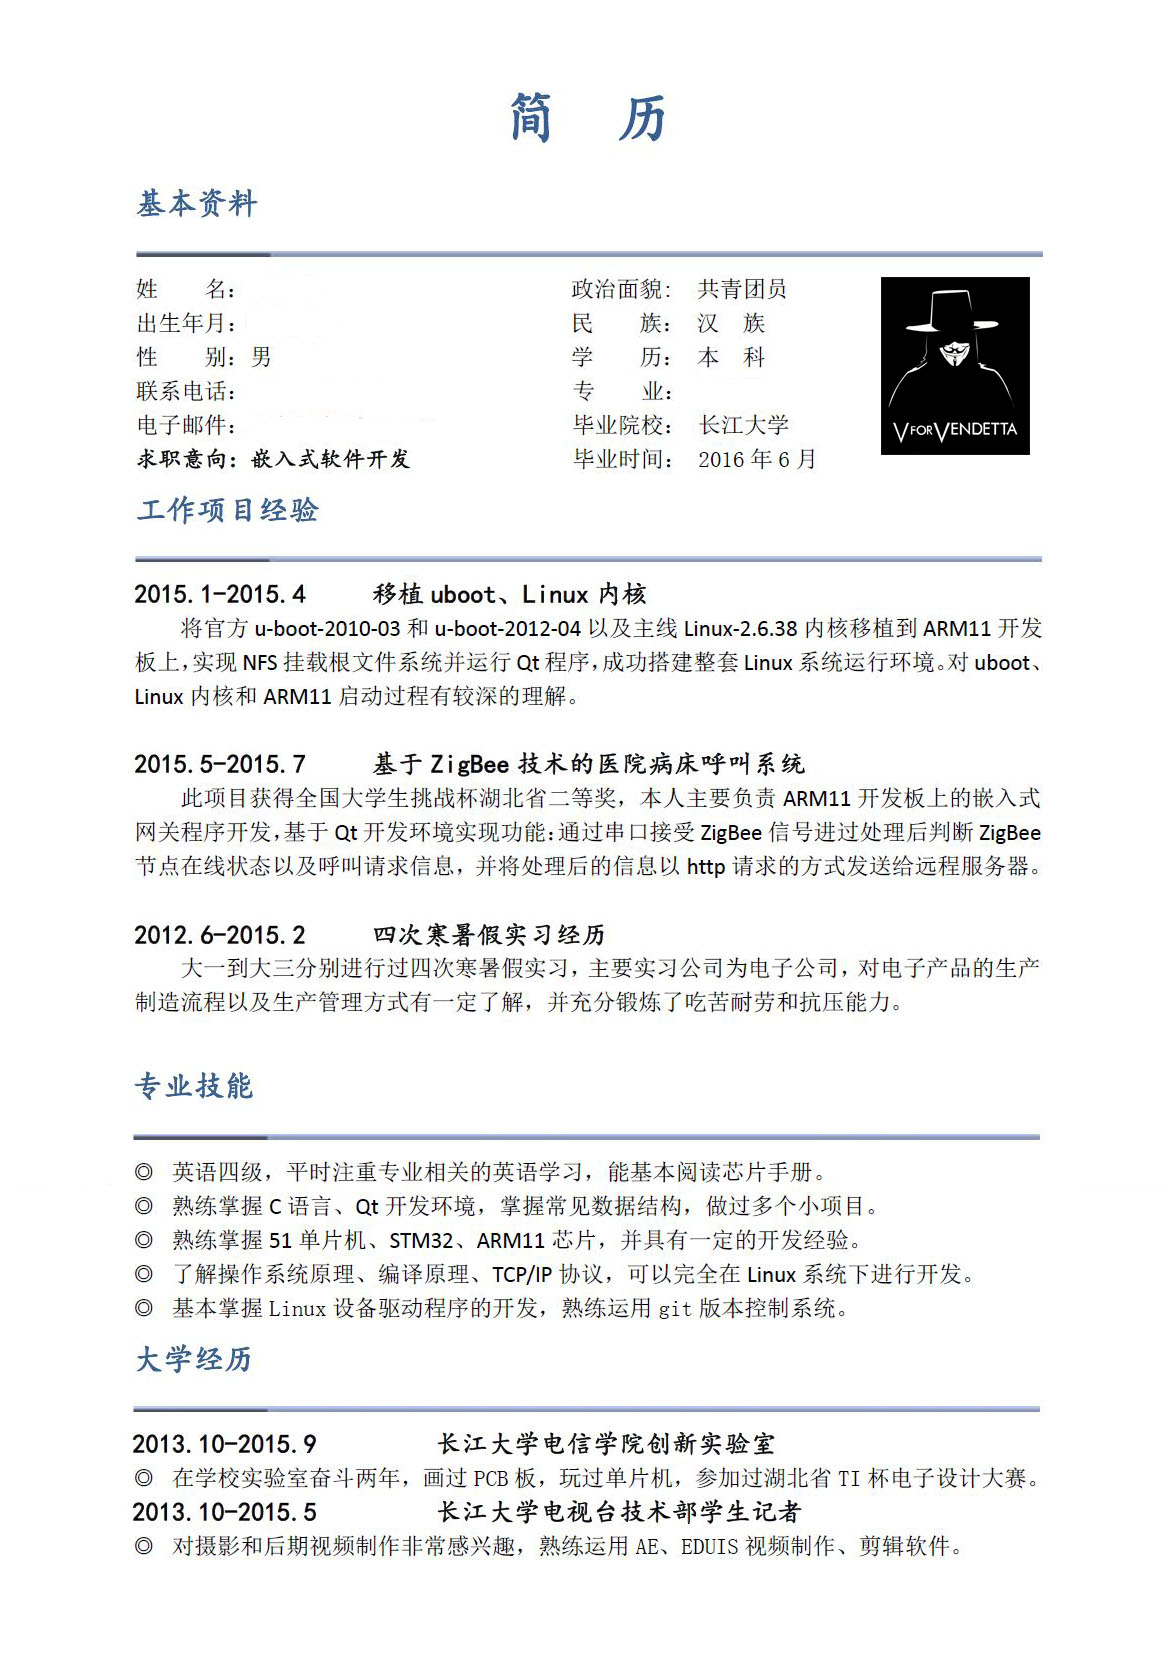 简 历
基本资料
姓 名：
出生年月：
性 别：男
联系电话：
电子邮件：
求职意向：嵌入式软件开发
政治面貌： 共青团员
民 族： 汉 族
学 历： 本 科
专 业：
毕业院校： 长江大学
毕业时间： 2016 年 6 月
V FOR VENDETTA
工作项目经验
2015.1-2015.4 移植 uboot、Linux 内核
将官方 u-boot-2010-03 和 u-boot-2012-04 以及主线 Linux-2.6.38 内核移植到 ARM11 开发
板上，实现 NFS 挂载根文件系统并运行 Qt 程序，成功搭建整套 Linux 系统运行环境。对 uboot、
Linux 内核和 ARM11 启动过程有较深的理解。
2015.5-2015.7 基于 ZigBee 技术的医院病床呼叫系统
此项目获得全国大学生挑战杯湖北省二等奖，本人主要负责 ARM11 开发板上的嵌入式
网关程序开发，基于 Qt 开发环境实现功能：通过串口接受 ZigBee 信号进过处理后判断 ZigBee
节点在线状态以及呼叫请求信息，并将处理后的信息以 http 请求的方式发送给远程服务器。
2012.6-2015.2 四次寒暑假实习经历
大一到大三分别进行过四次寒暑假实习，主要实习公司为电子公司，对电子产品的生产
制造流程以及生产管理方式有一定了解，并充分锻炼了吃苦耐劳和抗压能力。
专业技能
◎ 英语四级，平时注重专业相关的英语学习，能基本阅读芯片手册。
◎ 熟练掌握 C 语言、Qt 开发环境，掌握常见数据结构，做过多个小项目。
◎ 熟练掌握 51 单片机、STM32、ARM11 芯片，并具有一定的开发经验。
◎ 了解操作系统原理、编译原理、TCP/IP 协议，可以完全在 Linux 系统下进行开发。
◎ 基本掌握 Linux 设备驱动程序的开发，熟练运用 git 版本控制系统。
大学经历
2013.10-2015.9 长江大学电信学院创新实验室
◎ 在学校实验室奋斗两年，画过 PCB 板，玩过单片机，参加过湖北省 TI 杯电子设计大赛。
2013.10-2015.5 长江大学电视台技术部学生记者
◎ 对摄影和后期视频制作非常感兴趣，熟练运用 AE、EDUIS 视频制作、剪辑软件。